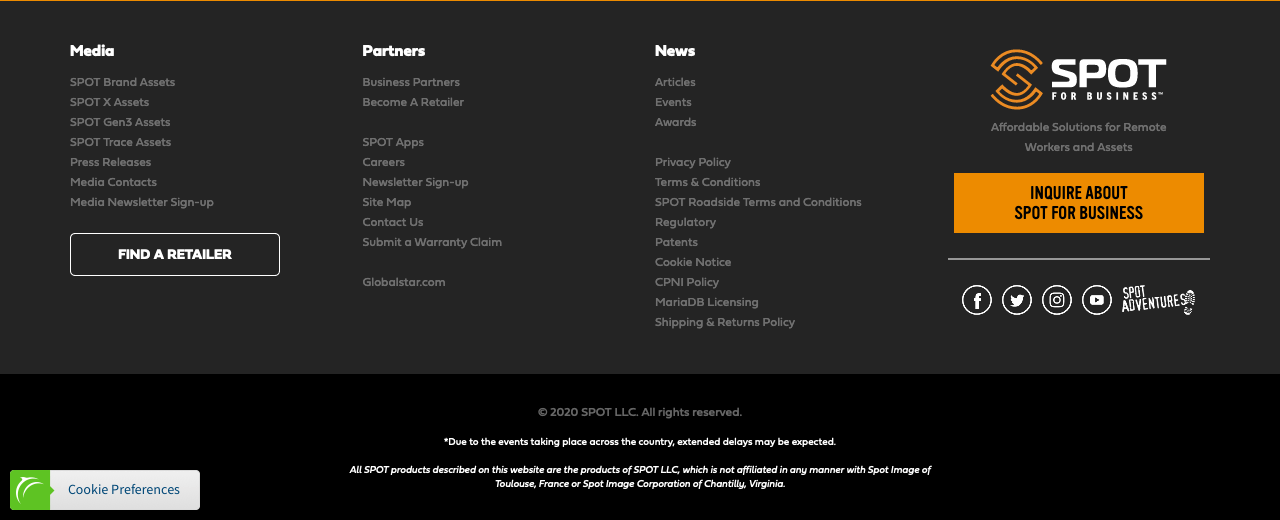 Media
SPOT Brand Assets
SPOT X Assets
SPOT Gen3 Assets
SPOT Trace Assets
Press Releases
Media Contacts
Media Newsletter Sign-up
FIND A RETAILER
Partners
Business Partners
Become A Retailer
SPOT Apps
Careers
Newsletter Sign-up
Site Map
Contact Us
Submit a Warranty Claim
Globalstar.com
News
Articles
Events
Awards
Privacy Policy
Terms & Conditions
SPOT Roadside Terms and Conditions
Regulatory
Patents
Cookie Notice
CPNI Policy
MariaDB Licensing
Shipping & Returns Policy
SPOT
FOR BUSINESS™
Affordable Solutions for Remote
Workers and Assets
INQUIRE ABOUT
SPOT FOR BUSINESS
SPOT
ADVENTURES
© 2020 SPOT LLC. All rights reserved.
*Due to the events taking place across the country, extended delays may be expected.
All SPOT products described on this website are the products of SPOT LLC, which is not affiliated in any manner with Spot Image of
Toulouse, France or Spot Image Corporation of Chantilly, Virginia.
Cookie Preferences